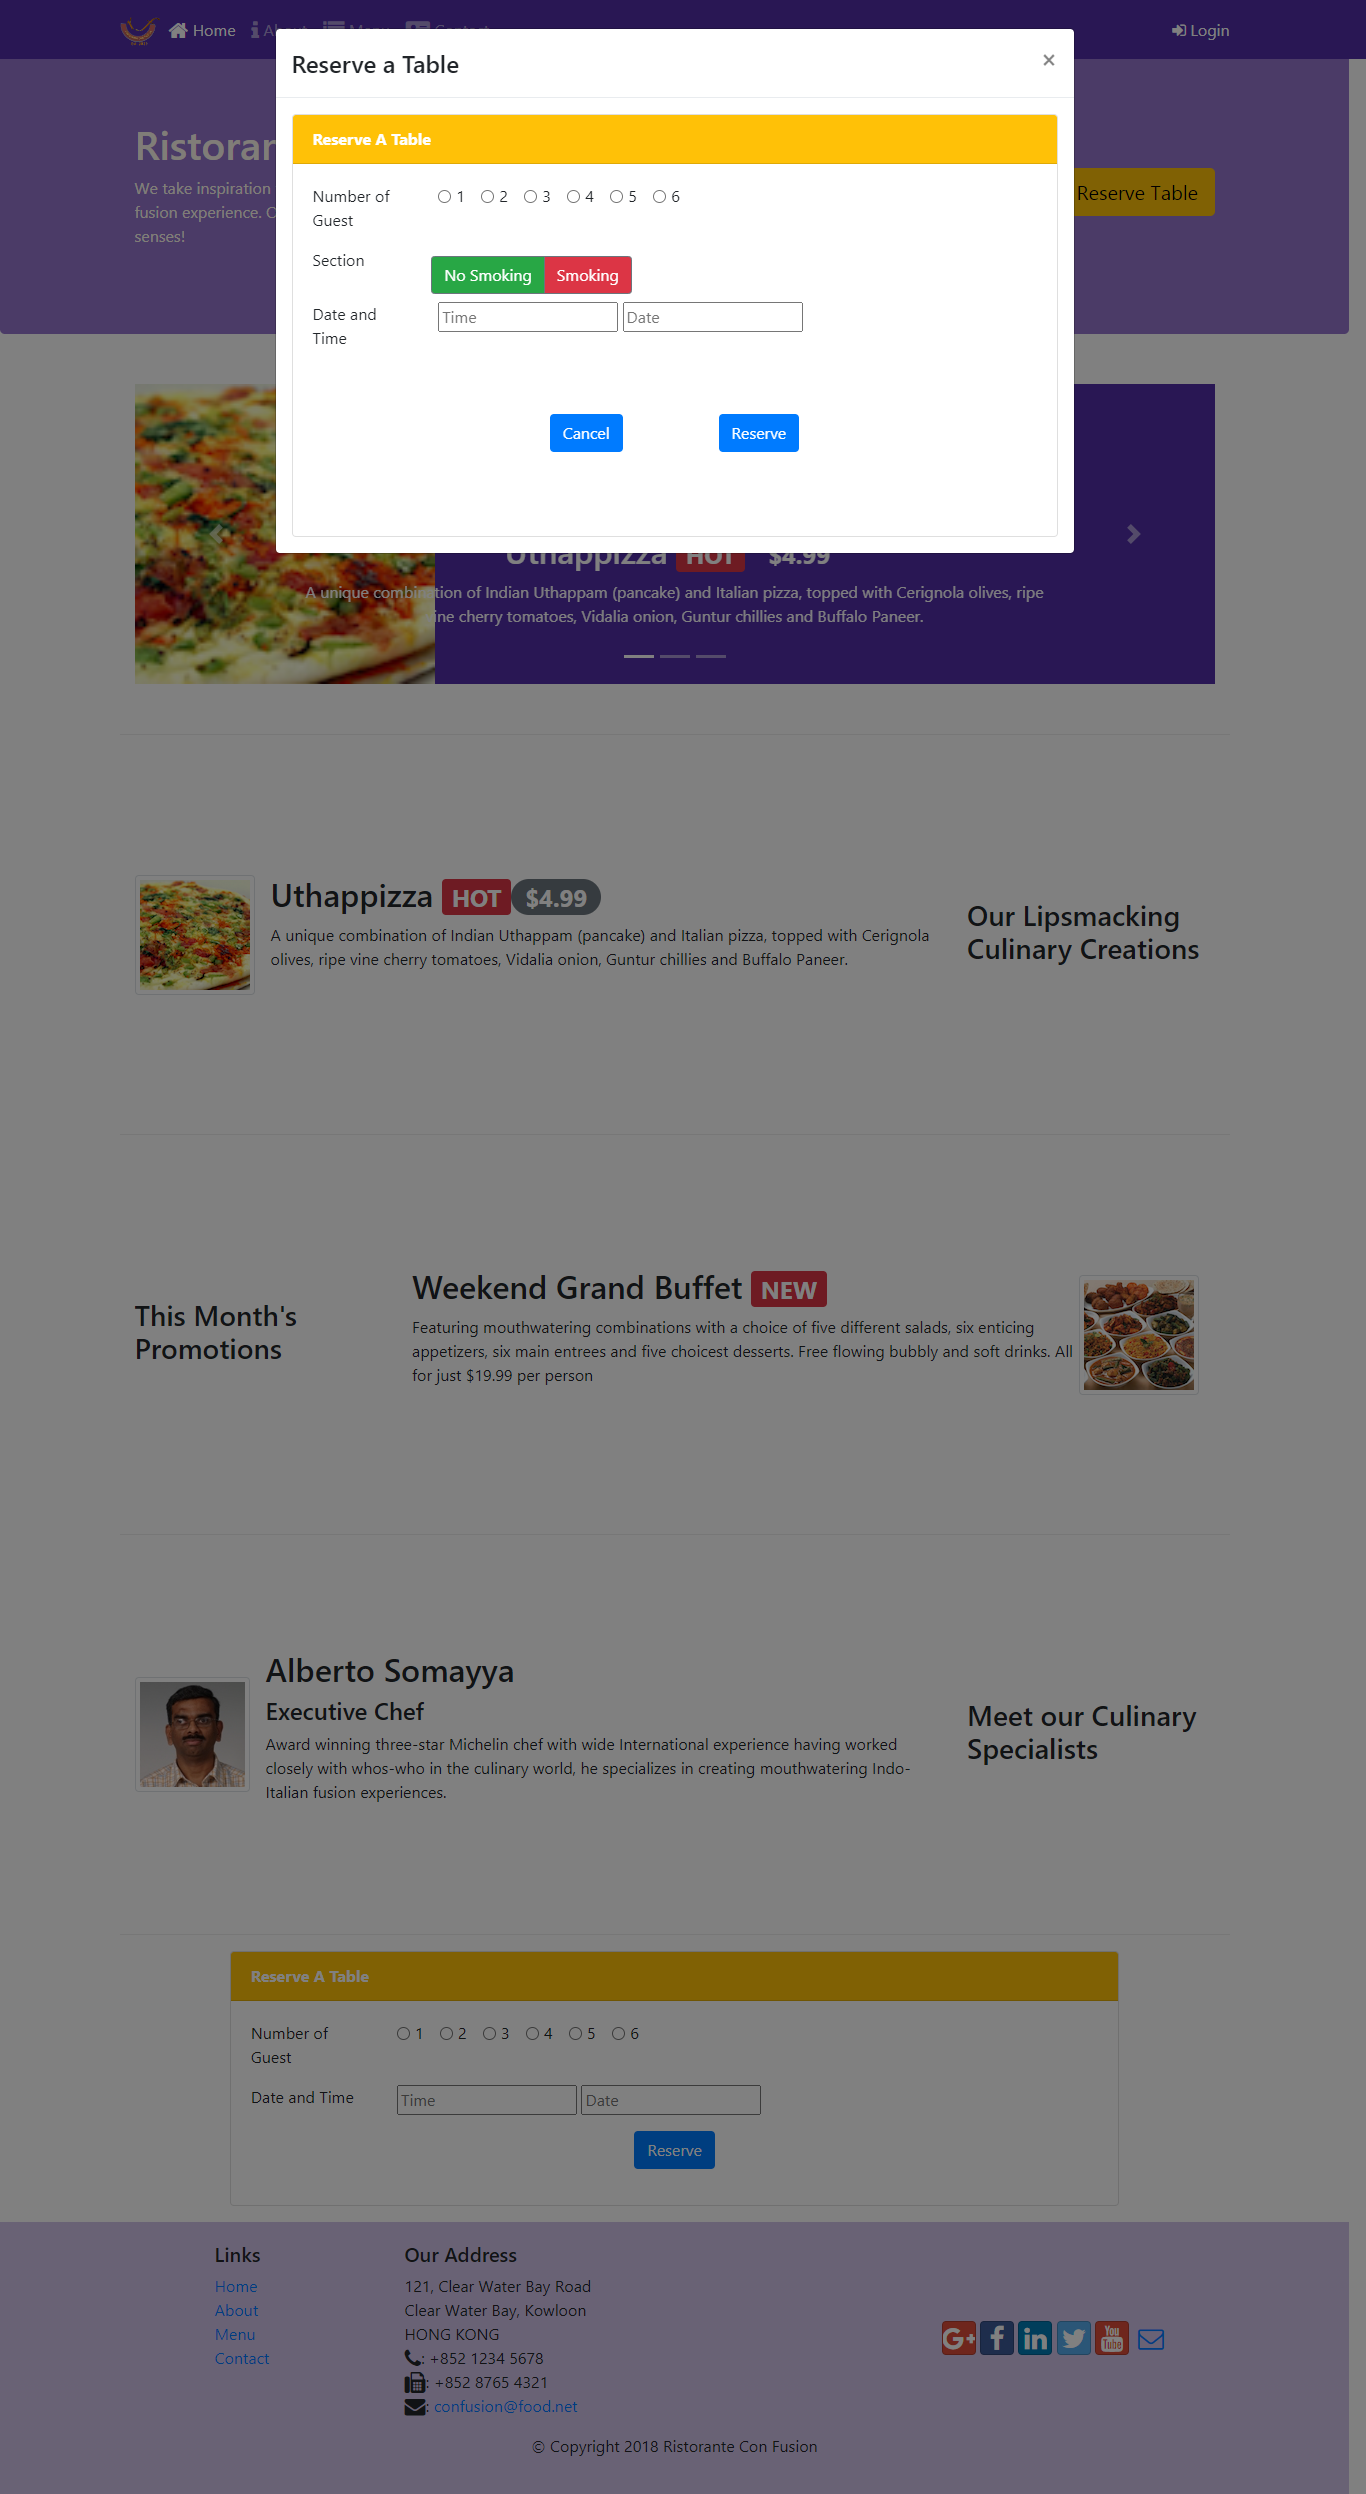 Home
Login
Reserve a Table
×
Reserve A Table
Number of
Guest
1 2 3 4 5 6
Section
No Smoking Smoking
Date and
Time
Time Date
Cancel Reserve
We take inspiration
fusion experience.
senses!
Reserve Table
Uthappizza HOT $4.99
A unique combination of Indian Uthappam (pancake) and Italian pizza, topped with Cerignola olives, ripe
vine cherry tomatoes, Vidalia onion, Guntur chillies and Buffalo Paneer.
Uthappizza HOT $4.99
A unique combination of Indian Uthappam (pancake) and Italian pizza, topped with Cerignola
olives, ripe vine cherry tomatoes, Vidalia onion, Guntur chillies and Buffalo Paneer.
Our Lipsmacking
Culinary Creations
This Month's
Promotions
Weekend Grand Buffet NEW
Featuring mouthwatering combinations with a choice of five different salads, six enticing
appetizers, six main entrees and five choicest desserts. Free flowing bubbly and soft drinks. All
for just $19.99 per person
Alberto Somayya
Executive Chef
Award winning three-star Michelin chef with wide International experience having worked
closely with whos-who in the culinary world, he specializes in creating mouthwatering Indo-
Italian fusion experiences.
Meet our Culinary
Specialists
Reserve A Table
Number of
Guest
1 2 3 4 5 6
Date and Time
Time Date
Reserve
Links
Home
About
Menu
Contact
Our Address
121, Clear Water Bay Road
Clear Water Bay, Kowloon
HONG KONG
: +852 1234 5678
: +852 8765 4321
: confusion@food.net
G+ f in You Tube
© Copyright 2018 Ristorante Con Fusion